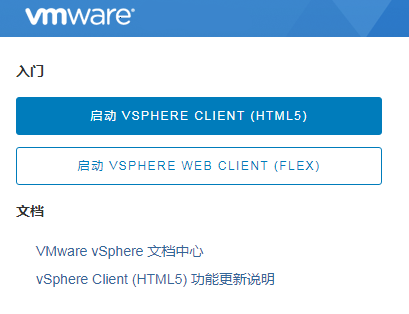 vmware®
入门
启动 VSPHERE CLIENT (HTML5)
启动 VSPHERE WEB CLIENT (FLEX)
文档
VMware vSphere 文档中心
vSphere Client (HTML5) 功能更新说明